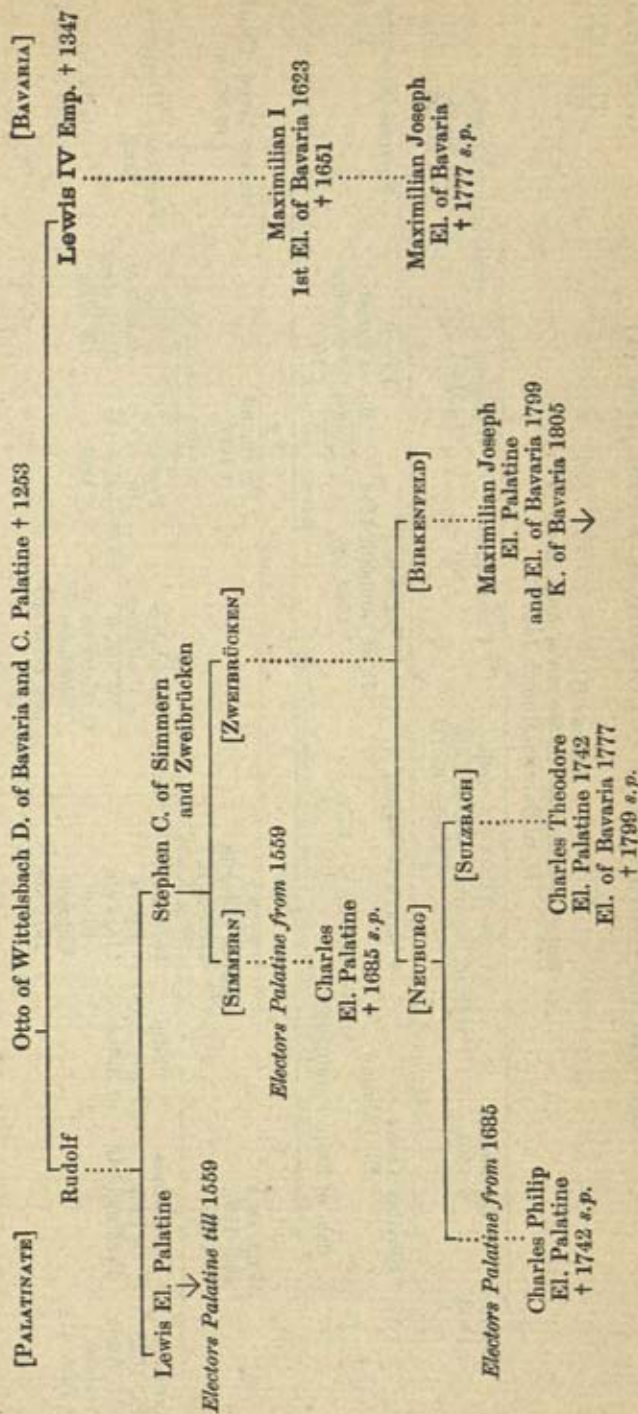 Otto of Wittelsbach D. of Bavaria and C. Palatine † 1253
[PALATINATE]
[BAVARIA]
Rudolf
Lewis IV Emp. † 1347
Lewis El. Palatine
Electors Palatine till 1559
Stephen C. of Simmern
and Zweibrücken
[SIMMERN]
[ZWEIBRÜCKEN]
Electors Palatine from 1559
Charles
El. Palatine
† 1685 s.p.
Maximilian I
1st El. of Bavaria 1623
† 1651
[NEUBURG]
[BIRKENFELD]
Maximilian Joseph
El. of Bavaria
† 1777 s.p.
Electors Palatine from 1685
[SULZBACH]
Maximilian Joseph
El. Palatine
and El. of Bavaria 1799
K. of Bavaria 1805
Charles Philip
El. Palatine
† 1742 s.p.
Charles Theodore
El. Palatine 1742
El. of Bavaria 1777
† 1799 s.p.